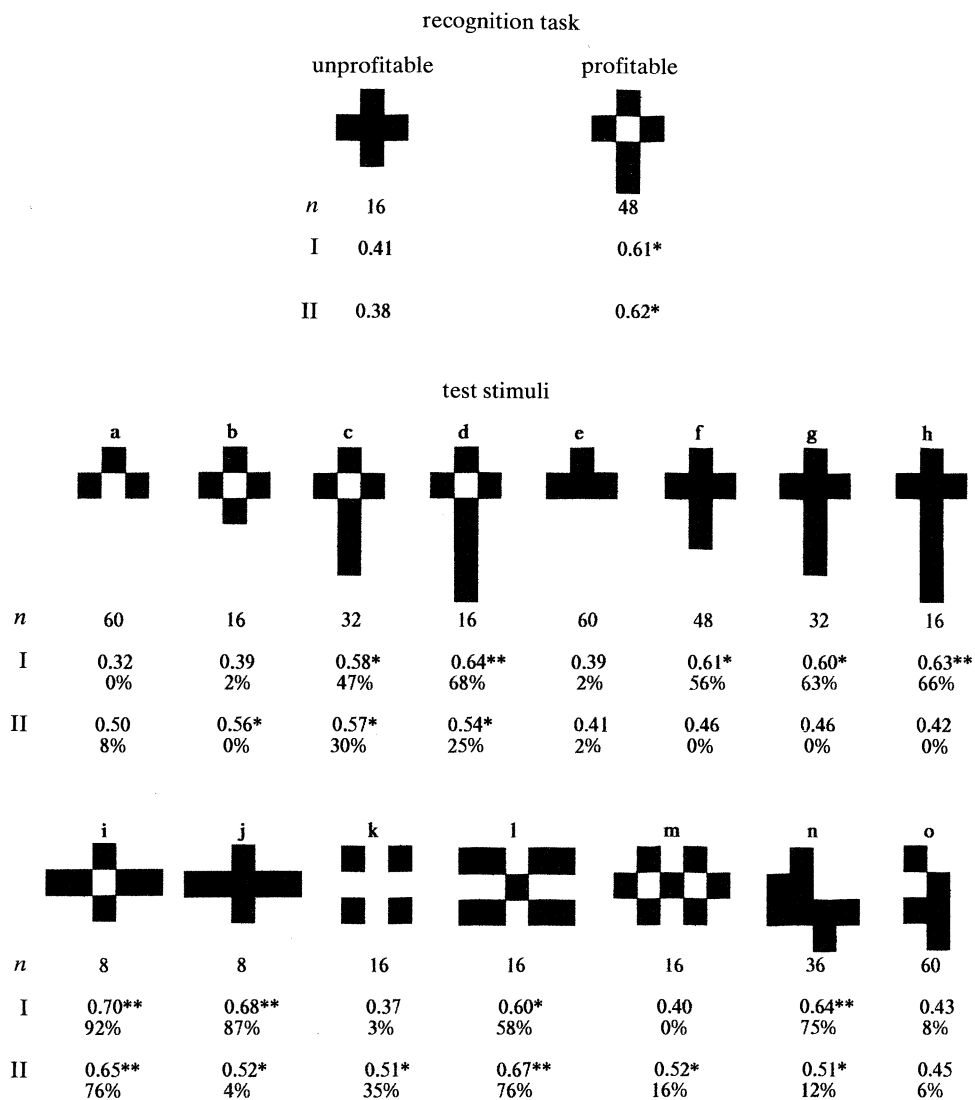 recognition task
unprofitable profitable
n 16 48
I 0.41 0.61*
II 0.38 0.62*
test stimuli
a b c d e f g h
n 60 16 32 16 60 48 32 16
I 0.32 0.39 0.58* 0.64** 0.39 0.61* 0.60* 0.63**
0% 2% 47% 68% 2% 56% 63% 66%
II 0.50 0.56* 0.57* 0.54* 0.41 0.46 0.46 0.42
8% 0% 30% 25% 2% 0% 0% 0%
i j k l m n o
n 8 8 16 16 16 36 60
I 0.70** 0.68** 0.37 0.60* 0.40 0.64** 0.43
92% 87% 3% 58% 0% 75% 8%
II 0.65** 0.52* 0.51* 0.67** 0.52* 0.51* 0.45
76% 4% 35% 76% 16% 12% 6%